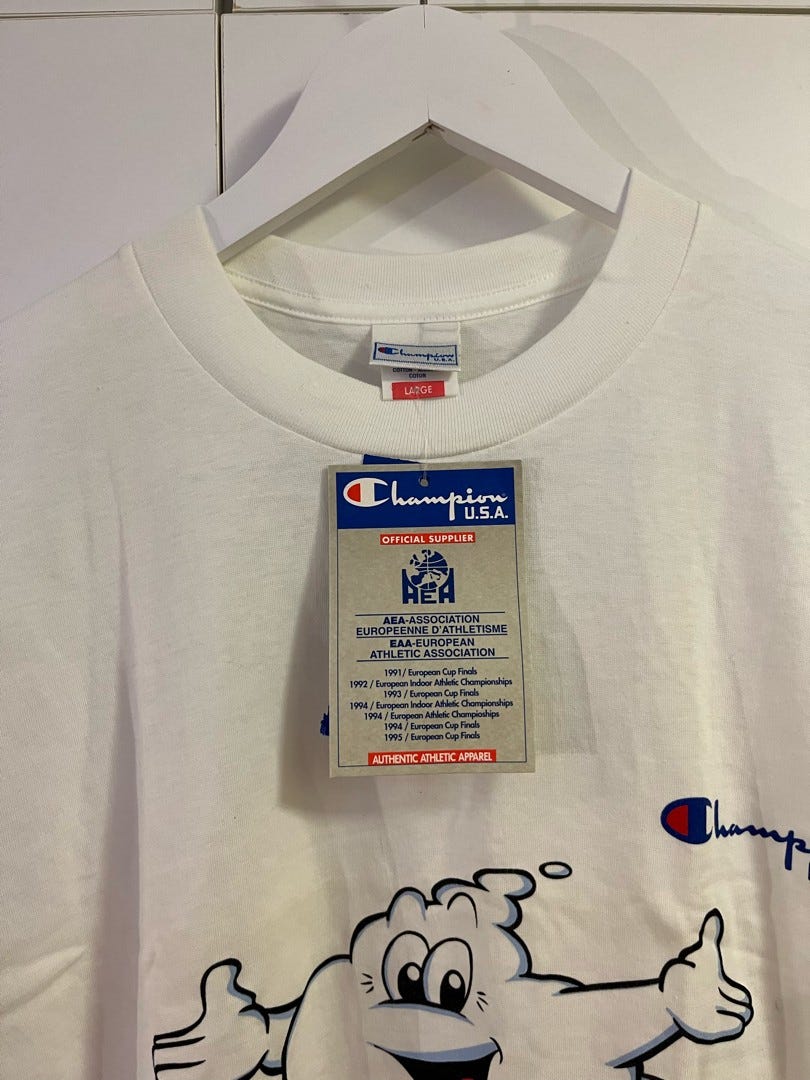 Champion
U.S.A.
COTTON
COTON
LARGE
Champion
U.S.A.
OFFICIAL SUPPLIER
AEA
AEA-ASSOCIATION
EUROPEENNE D'ATHLETISME
EAA-EUROPEAN
ATHLETIC ASSOCIATION
1991 / European Cup Finals
1992 / European Indoor Athletic Championships
1993 / European Cup Finals
1994 / European Indoor Athletic Championships
1994 / European Athletic Championships
1994 / European Cup Finals
1995 / European Cup Finals
AUTHENTIC ATHLETIC APPAREL
Champ